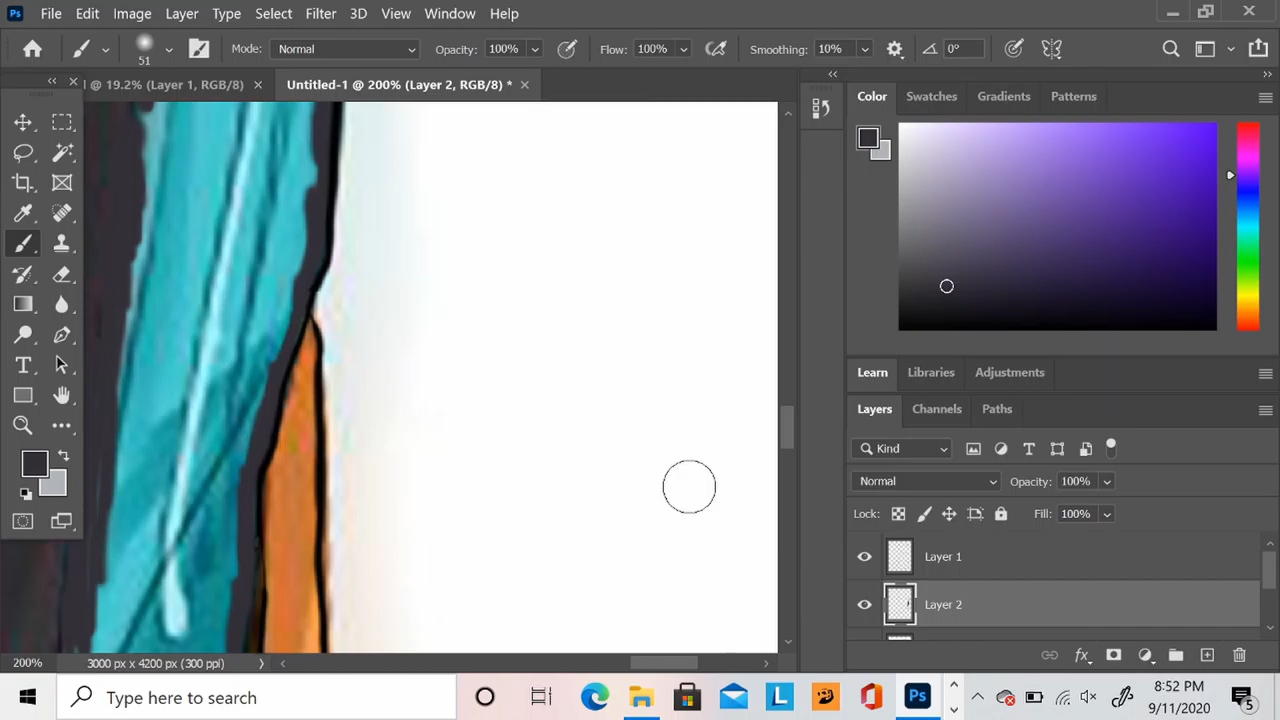 Ps File Edit Image Layer Type Select Filter 3D View Window Help
51 Mode: Normal Opacity: 100% Flow: 100% Smoothing: 10% 0°
l @ 19.2% (Layer 1, RGB/8) × Untitled-1 @ 200% (Layer 2, RGB/8) * ×
Color Swatches Gradients Patterns
Learn Libraries Adjustments
Layers Channels Paths
Kind
Normal Opacity: 100%
Lock: Fill: 100%
Layer 1
Layer 2
200% 3000 px x 4200 px (300 ppi)
Type here to search
L
Ps
8:52 PM
9/11/2020
5